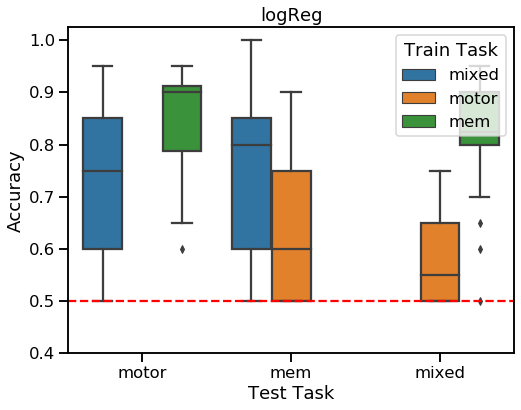 logReg
Accuracy
1.0
0.9
0.8
0.7
0.6
0.5
0.4
Train Task
mixed
motor
mem
motor
mem
mixed
Test Task